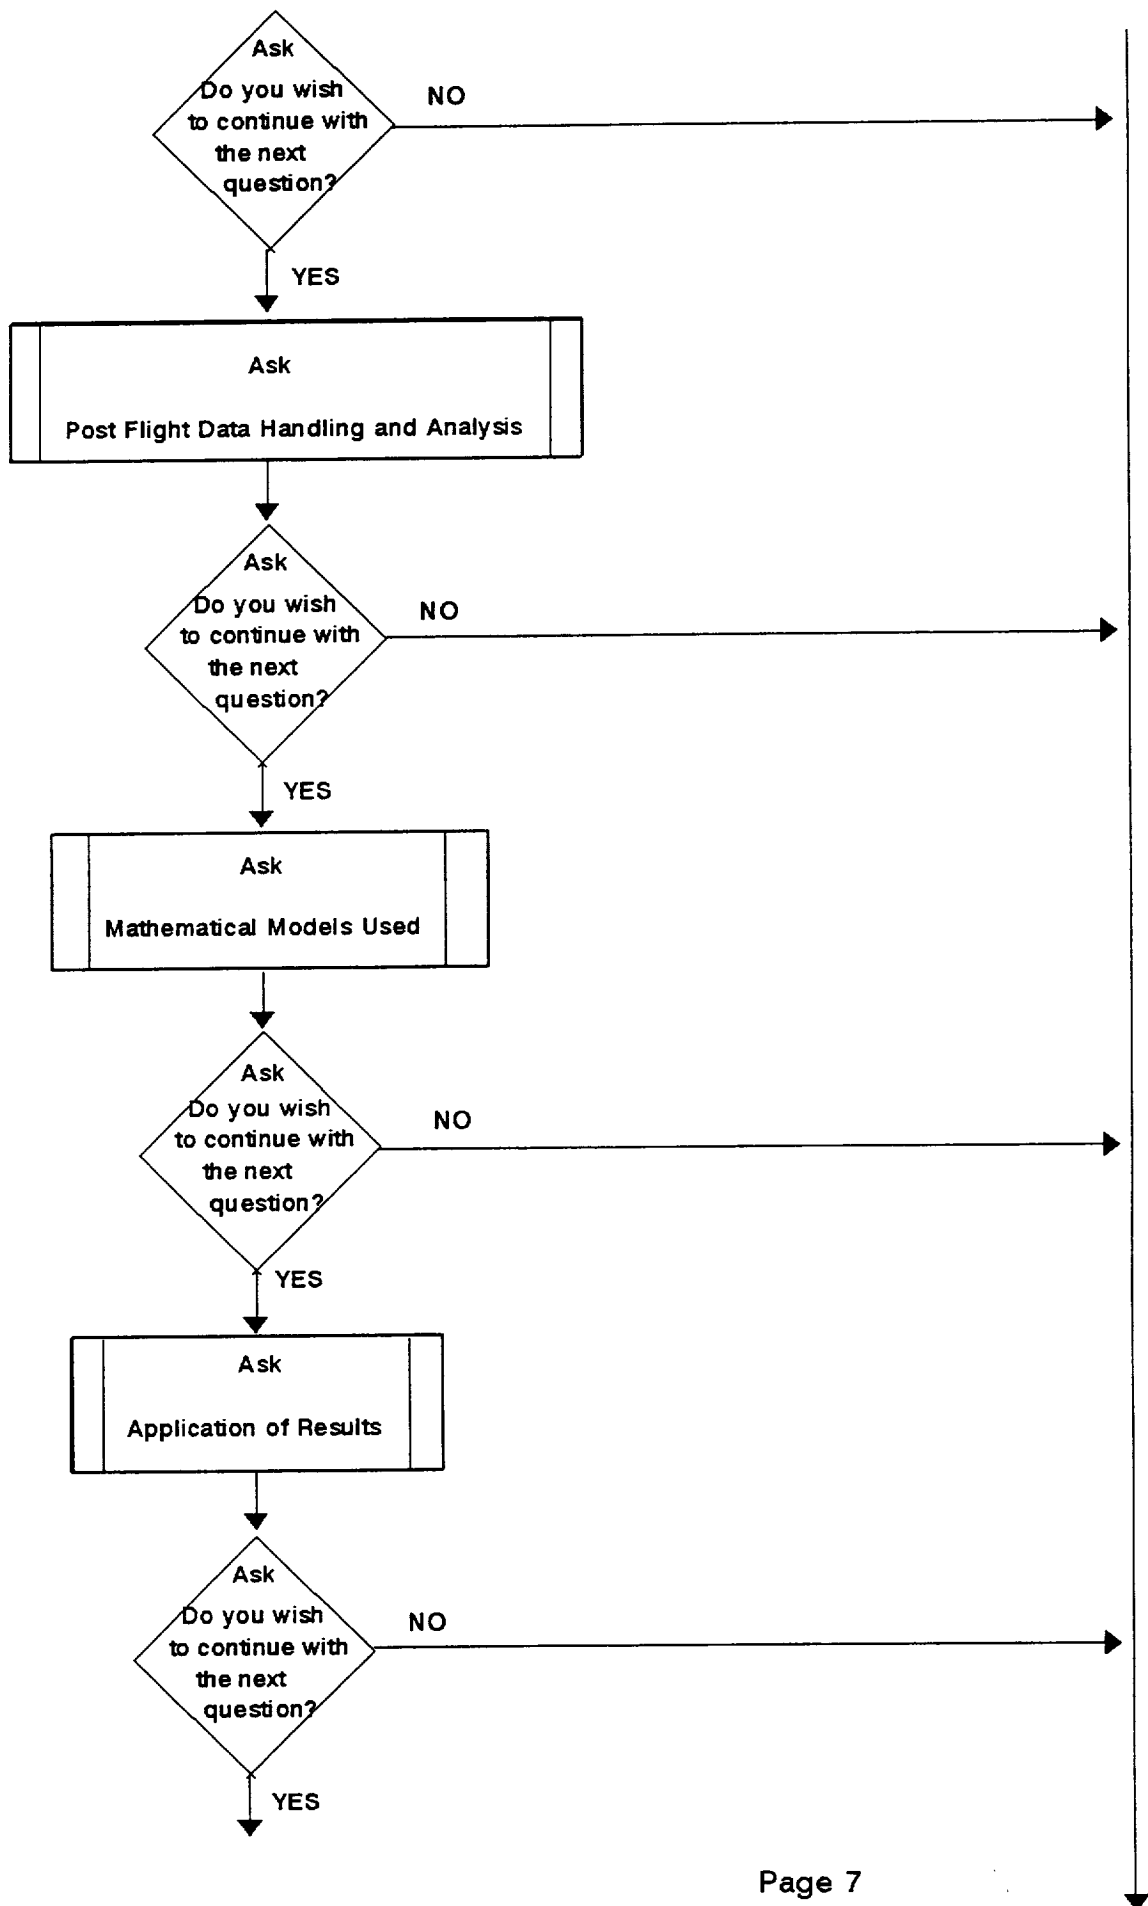 Ask
Do you wish
to continue with
the next
question?
NO
YES
Ask
Post Flight Data Handling and Analysis
Ask
Do you wish
to continue with
the next
question?
NO
YES
Ask
Mathematical Models Used
Ask
Do you wish
to continue with
the next
question?
NO
YES
Ask
Application of Results
Ask
Do you wish
to continue with
the next
question?
NO
YES
Page 7